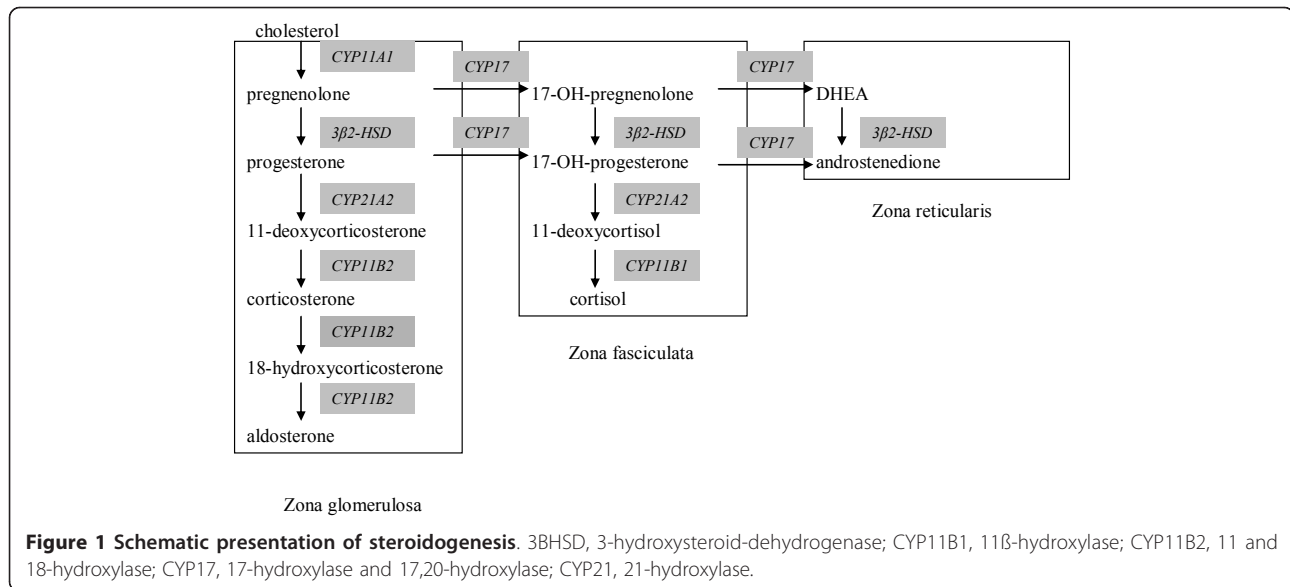 cholesterol
CYP11A1
CYP17
CYP17
pregnenolone
17-OH-pregnenolone
DHEA
3β2-HSD
CYP17
3β2-HSD
CYP17
3β2-HSD
progesterone
17-OH-progesterone
androstenedione
CYP21A2
CYP21A2
Zona reticularis
11-deoxycorticosterone
11-deoxycortisol
CYP11B2
CYP11B1
corticosterone
cortisol
CYP11B2
Zona fasciculata
18-hydroxycorticosterone
CYP11B2
aldosterone
Zona glomerulosa
Figure 1 Schematic presentation of steroidogenesis. 3BHSD, 3-hydroxysteroid-dehydrogenase; CYP11B1, 11ß-hydroxylase; CYP11B2, 11 and
18-hydroxylase; CYP17, 17-hydroxylase and 17,20-hydroxylase; CYP21, 21-hydroxylase.